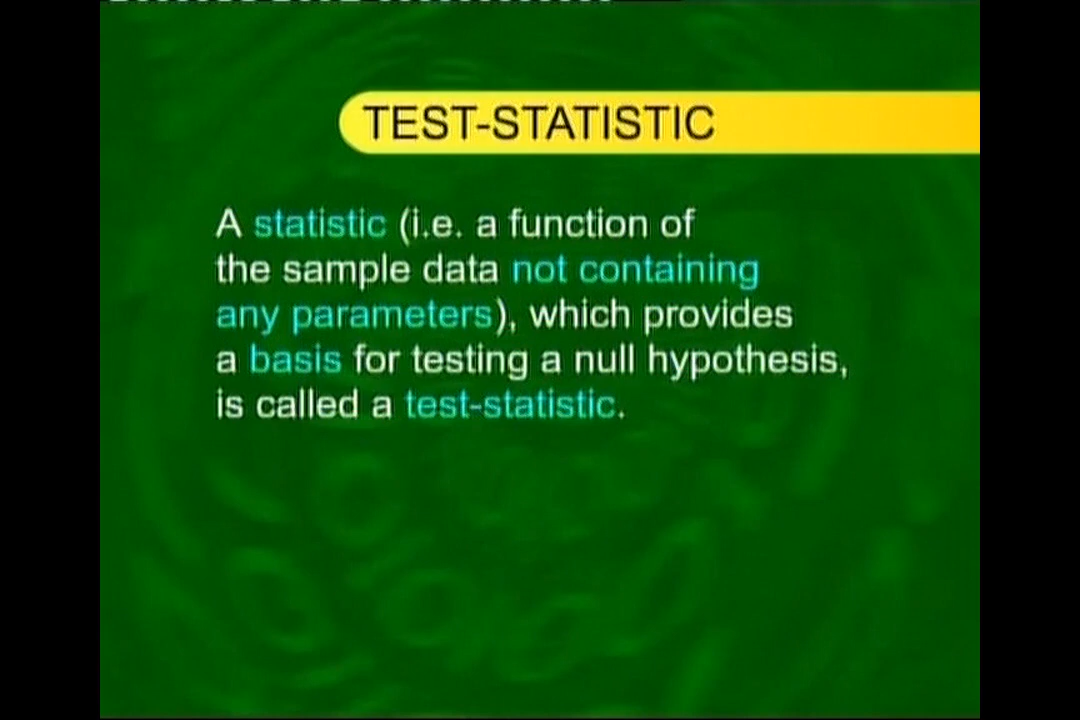 TEST-STATISTIC
A statistic (i.e. a function of
the sample data not containing
any parameters), which provides
a basis for testing a null hypothesis,
is called a test-statistic.